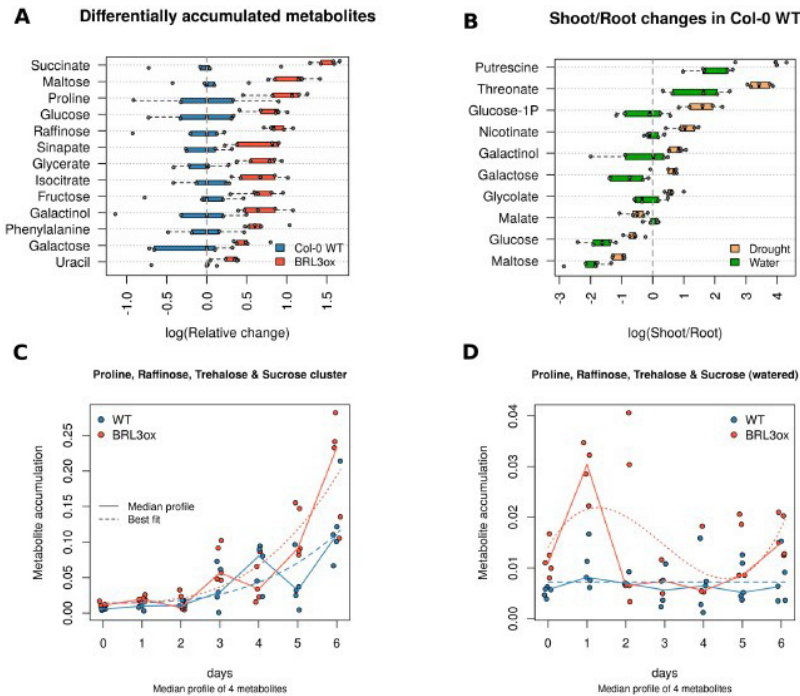 A
Differentially accumulated metabolites
Succinate
Maltose
Proline
Glucose
Raffinose
Sinapate
Glycerate
Isocitrate
Fructose
Galactinol
Phenylalanine
Galactose
Uracil
Col-0 WT
BRL3ox
-1.0
-0.5
0.0
0.5
1.0
1.5
log(Relative change)
B
Shoot/Root changes in Col-0 WT
Putrescine
Threonate
Glucose-1P
Nicotinate
Galactinol
Galactose
Glycolate
Malate
Glucose
Maltose
Drought
Water
-3
-2
-1
0
1
2
3
4
log(Shoot/Root)
C
Proline, Raffinose, Trehalose & Sucrose cluster
WT
BRL3ox
Median profile
Best fit
Metabolite accumulation
0.25
0.20
0.15
0.10
0.05
0.00
0 1 2 3 4 5 6
days
Median profile of 4 metabolites
D
Proline, Raffinose, Trehalose & Sucrose (watered)
WT
BRL3ox
Metabolite accumulation
0.04
0.03
0.02
0.01
0.00
0 1 2 3 4 5 6
days
Median profile of 4 metabolites